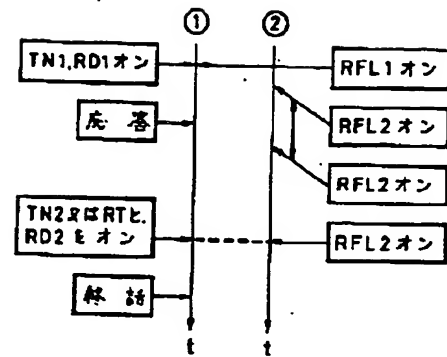 ① ②
TN1,RD1オン
RFL1オン
応答
RFL2オン
RFL2オン
TN2又はRTと、
RD2をオン
RFL2オン
終話
t t